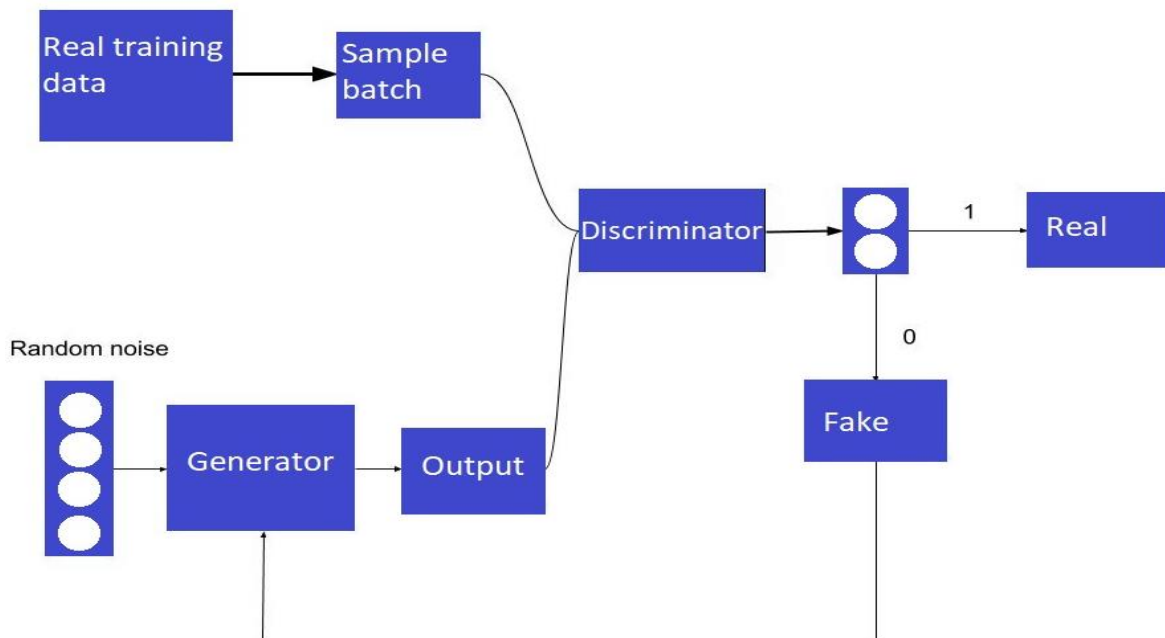 Real training
data
Sample
batch
Discriminator
1
Real
0
Random noise
Fake
Generator
Output